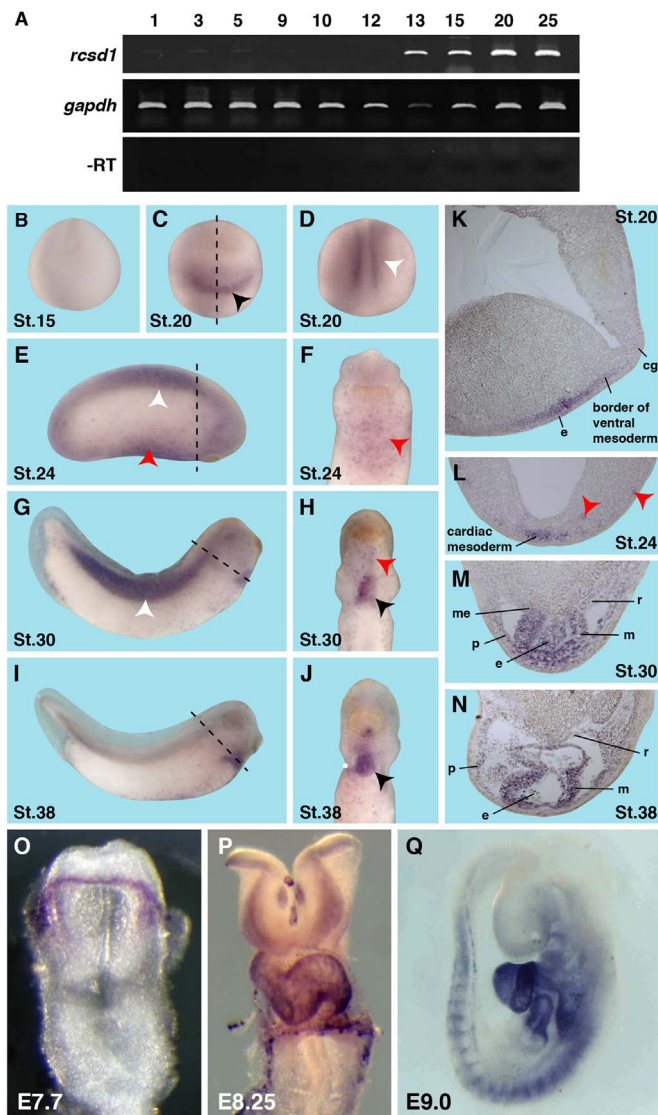 A 1 3 5 9 10 12 13 15 20 25
rcsd1
gapdh
-RT
B St.15
C St.20
D St.20
K St.20
cg
border of
ventral
mesoderm
e
E St.24
F St.24
L St.24
cardiac
mesoderm
G St.30
H St.30
M St.30
me
r
p
m
e
I St.38
J St.38
N St.38
r
p
m
e
O E7.7
P E8.25
Q E9.0